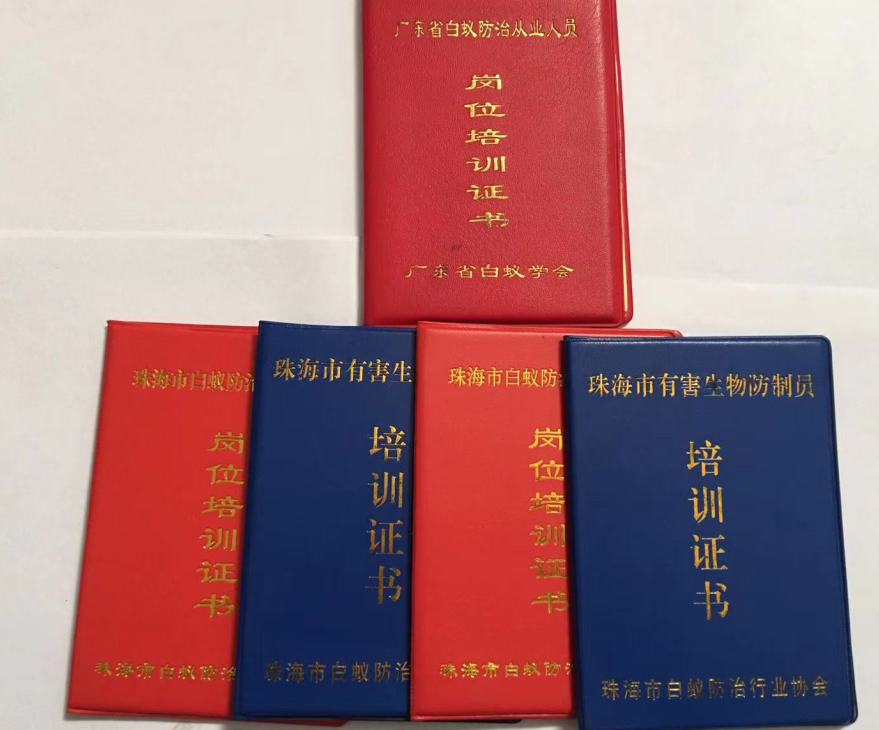 广东省白蚁防治从业人员
岗
位
培
训
证
书
广东省白蚁学会
珠海市白蚁防治
岗
位
培
训
证
书
珠海市白蚁防治
珠海市有害生
培
训
证
书
珠海市白蚁防治
珠海市白蚁防
岗
位
培
训
证
书
珠海市白蚁防治
珠海市有害生物防制员
培
训
证
书
珠海市白蚁防治行业协会